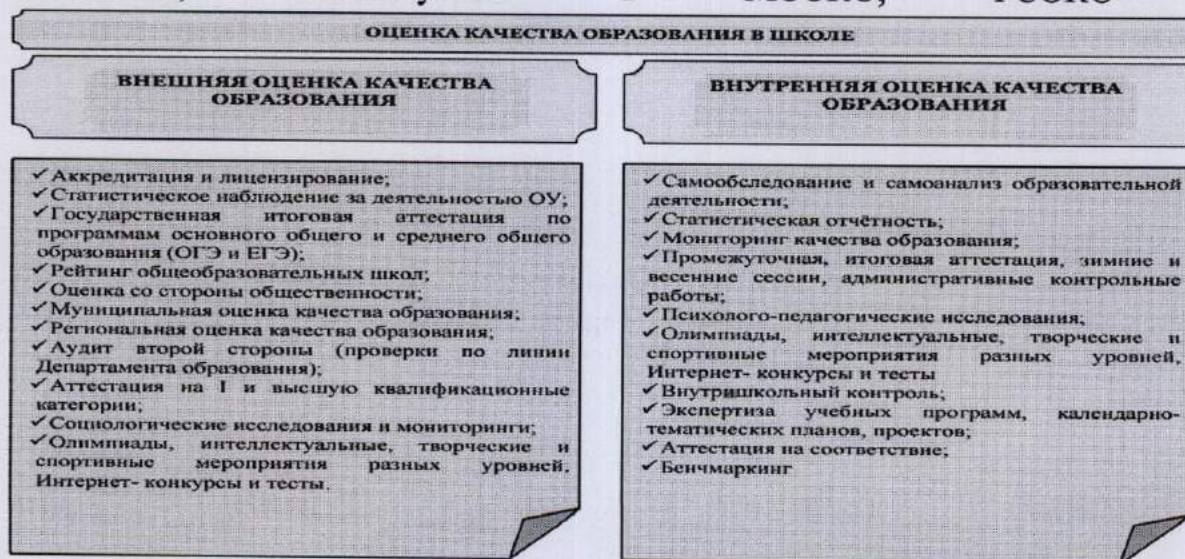 ОЦЕНКА КАЧЕСТВА ОБРАЗОВАНИЯ В ШКОЛЕ
ВНЕШНЯЯ ОЦЕНКА КАЧЕСТВА
ОБРАЗОВАНИЯ
✓Аккредитация и лицензирование;
✓Статистическое наблюдение за деятельностью ОУ;
✓Государственная итоговая аттестация по
программам основного общего и среднего общего
образования (ОГЭ и ЕГЭ);
✓Рейтинг общеобразовательных школ;
✓Оценка со стороны общественности;
✓Муниципальная оценка качества образования;
✓Региональная оценка качества образования;
✓Аудит второй стороны (проверки по линии
Департамента образования);
✓Аттестация на I и высшую квалификационные
категории;
✓Социологические исследования и мониторинги;
✓Олимпиады, интеллектуальные, творческие и
спортивные мероприятия разных уровней,
Интернет- конкурсы и тесты.
ВНУТРЕННЯЯ ОЦЕНКА КАЧЕСТВА
ОБРАЗОВАНИЯ
✓Самообследование и самоанализ образовательной
деятельности;
✓Статистическая отчётность;
✓Мониторинг качества образования;
✓Промежуточная, итоговая аттестация, зимние и
весенние сессии, административные контрольные
работы;
✓Психолого-педагогические исследования;
✓Олимпиады, интеллектуальные, творческие и
спортивные мероприятия разных уровней,
Интернет- конкурсы и тесты
✓Внутришкольный контроль;
✓Экспертиза учебных программ, календарно-
тематических планов, проектов;
✓Аттестация на соответствие;
✓Бенчмаркинг